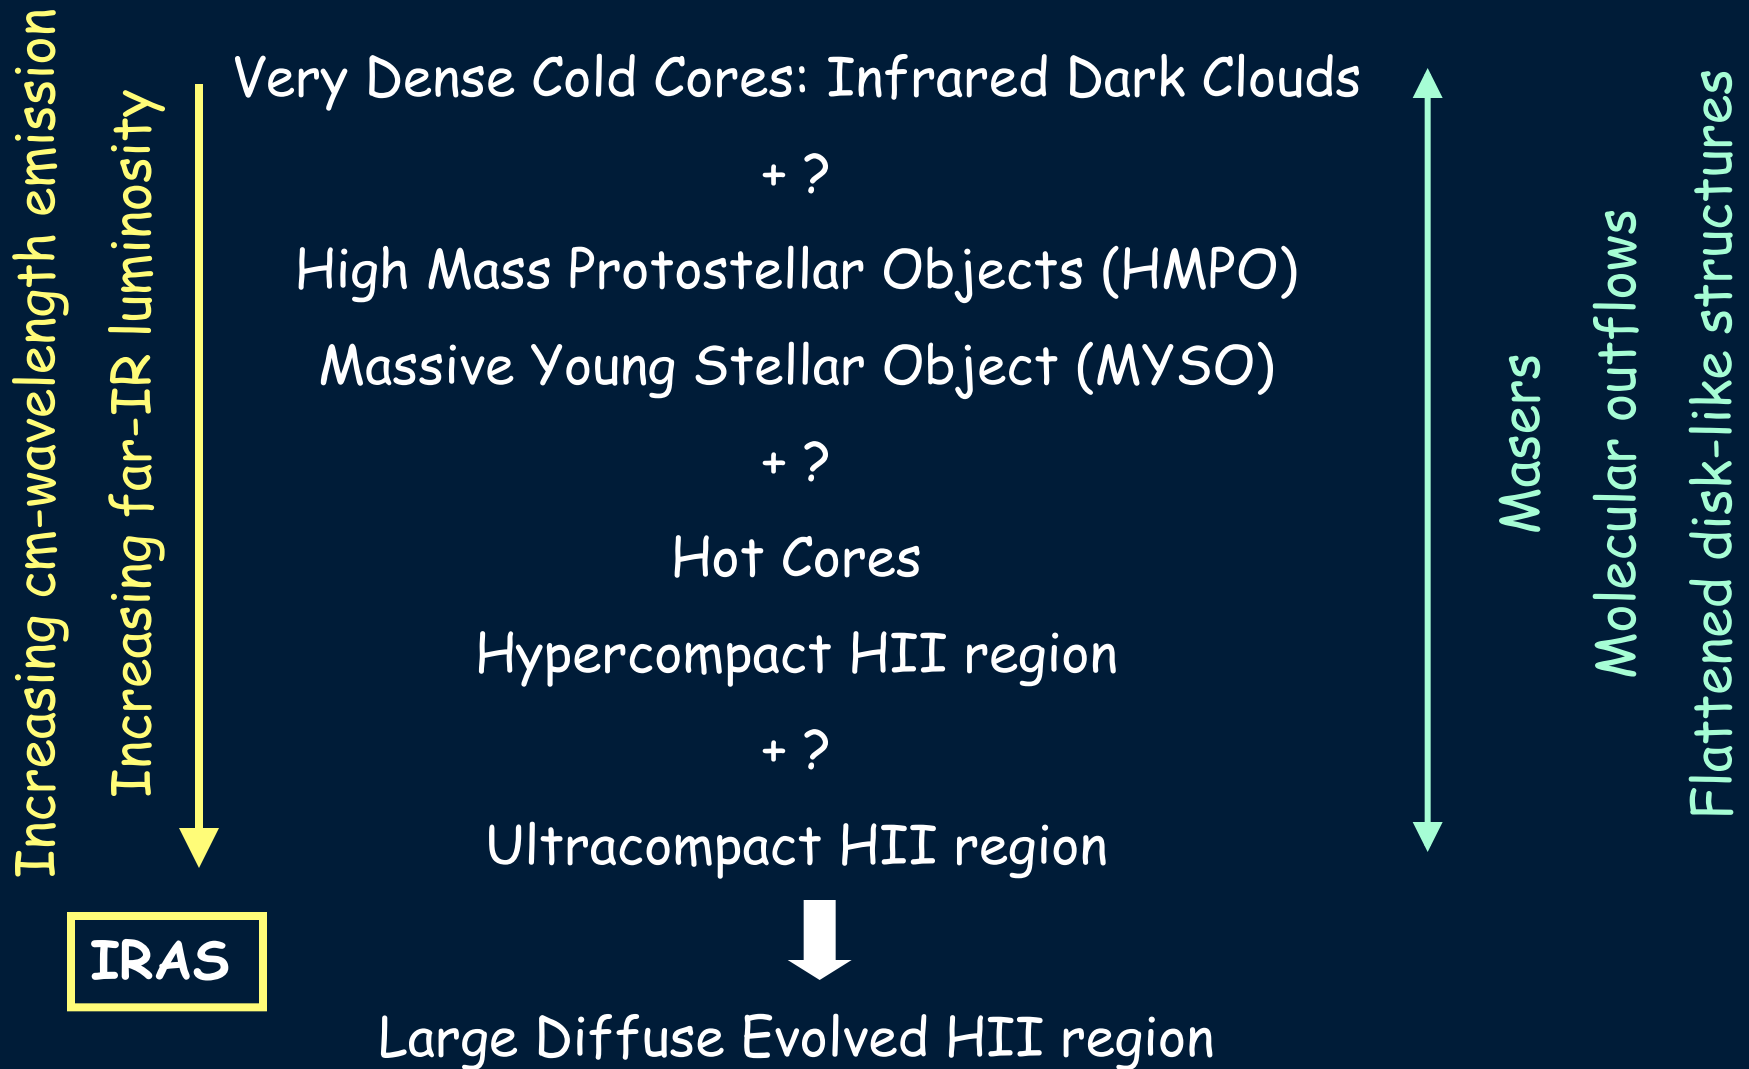 Increasing cm-wavelength emission
Increasing far-IR luminosity
Very Dense Cold Cores: Infrared Dark Clouds
+ ?
High Mass Protostellar Objects (HMPO)
Massive Young Stellar Object (MYSO)
+ ?
Hot Cores
Hypercompact HII region
+ ?
Ultracompact HII region
Large Diffuse Evolved HII region
IRAS
Masers
Molecular outflows
Flattened disk-like structures